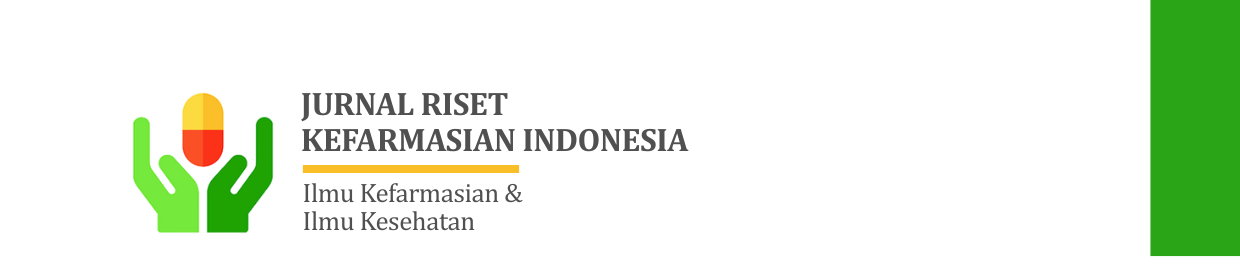 JURNAL RISET
KEFARMASIAN INDONESIA
Ilmu Kefarmasian &
Ilmu Kesehatan